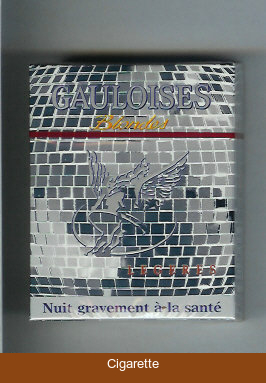 GAULOISES
Blondes
LEGERES
Nuit gravement à la santé
Cigarette